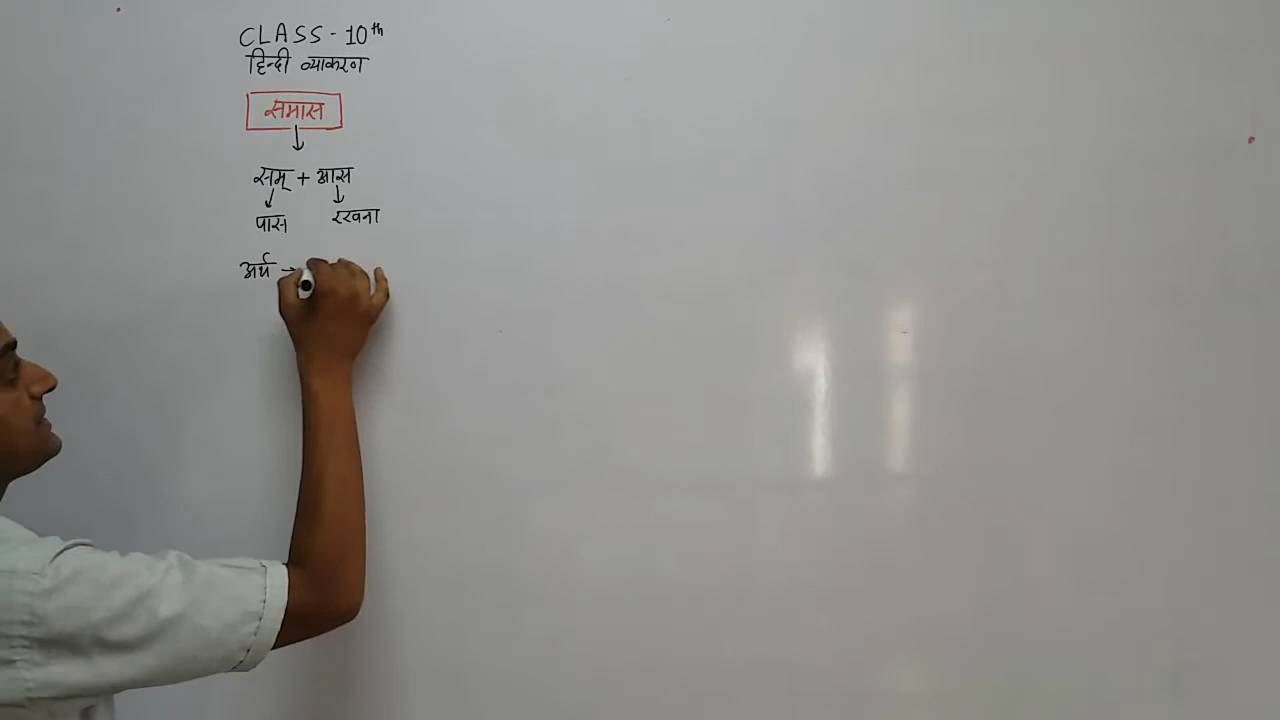 CLASS - 10th
हिन्दी व्याकरण
समास
↓
सम् + आस
↓ ↓
पास रखना
अर्थ →